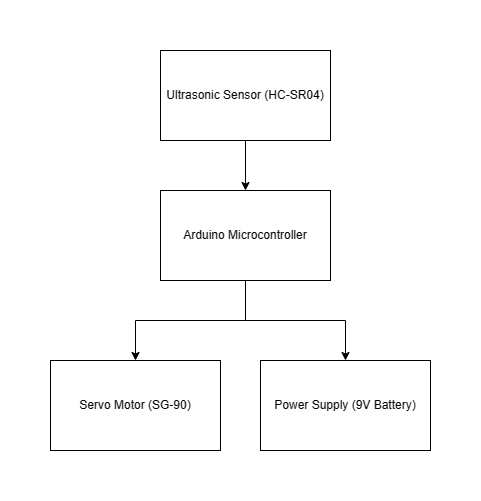 Ultrasonic Sensor (HC-SR04)
Arduino Microcontroller
Servo Motor (SG-90)
Power Supply (9V Battery)